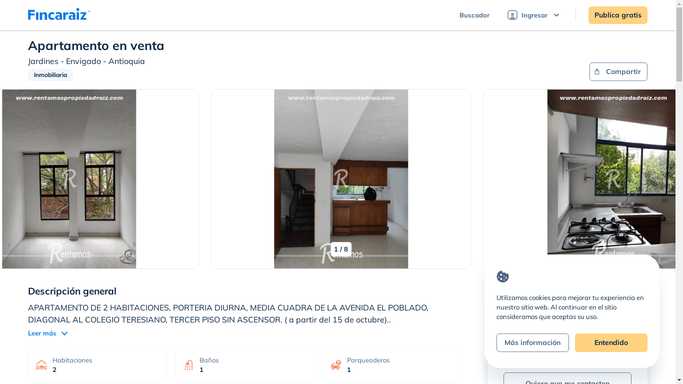 Fincaraiz
Buscador
Ingresar
Publica gratis
Apartamento en venta
Jardines - Envigado - Antioquia
Inmobiliaria
Compartir
www.rentamospropiedadraiz.com
www.rentamospropiedadraiz.com
www.rentamospropiedadraiz.com
R
R
R
Rentamos
Rentamos
Rentamos
1 / 8
Descripción general
APARTAMENTO DE 2 HABITACIONES, PORTERIA DIURNA, MEDIA CUADRA DE LA AVENIDA EL POBLADO,
DIAGONAL AL COLEGIO TERESIANO, TERCER PISO SIN ASCENSOR. ( a partir del 15 de octubre)..
Leer más
Habitaciones
2
Baños
1
Parqueaderos
1
Utilizamos cookies para mejorar tu experiencia en
nuestro sitio web. Al continuar en el sitio
consideramos que aceptas su uso.
Más información
Entendido
Quiero que me contacten